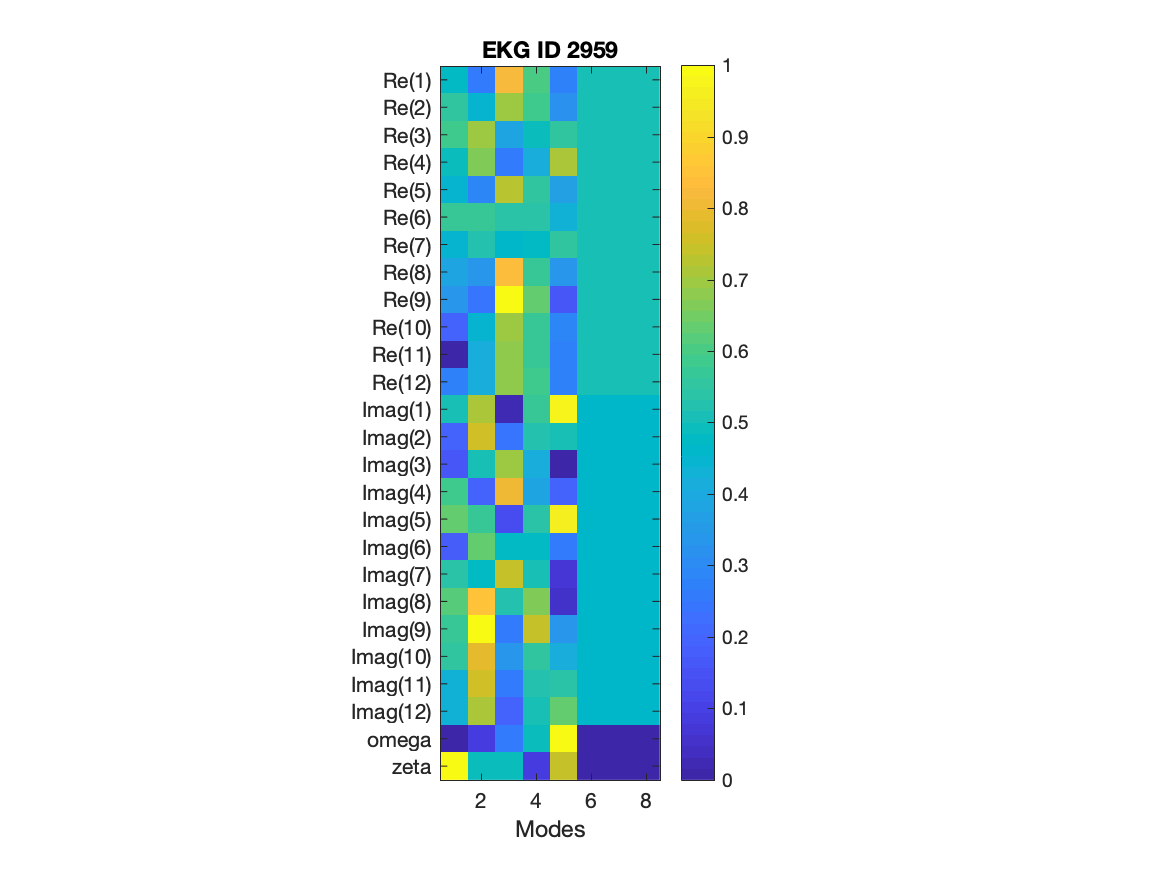 EKG ID 2959
Re(1)
Re(2)
Re(3)
Re(4)
Re(5)
Re(6)
Re(7)
Re(8)
Re(9)
Re(10)
Re(11)
Re(12)
Imag(1)
Imag(2)
Imag(3)
Imag(4)
Imag(5)
Imag(6)
Imag(7)
Imag(8)
Imag(9)
Imag(10)
Imag(11)
Imag(12)
omega
zeta
2 4 6 8
Modes
1
0.9
0.8
0.7
0.6
0.5
0.4
0.3
0.2
0.1
0